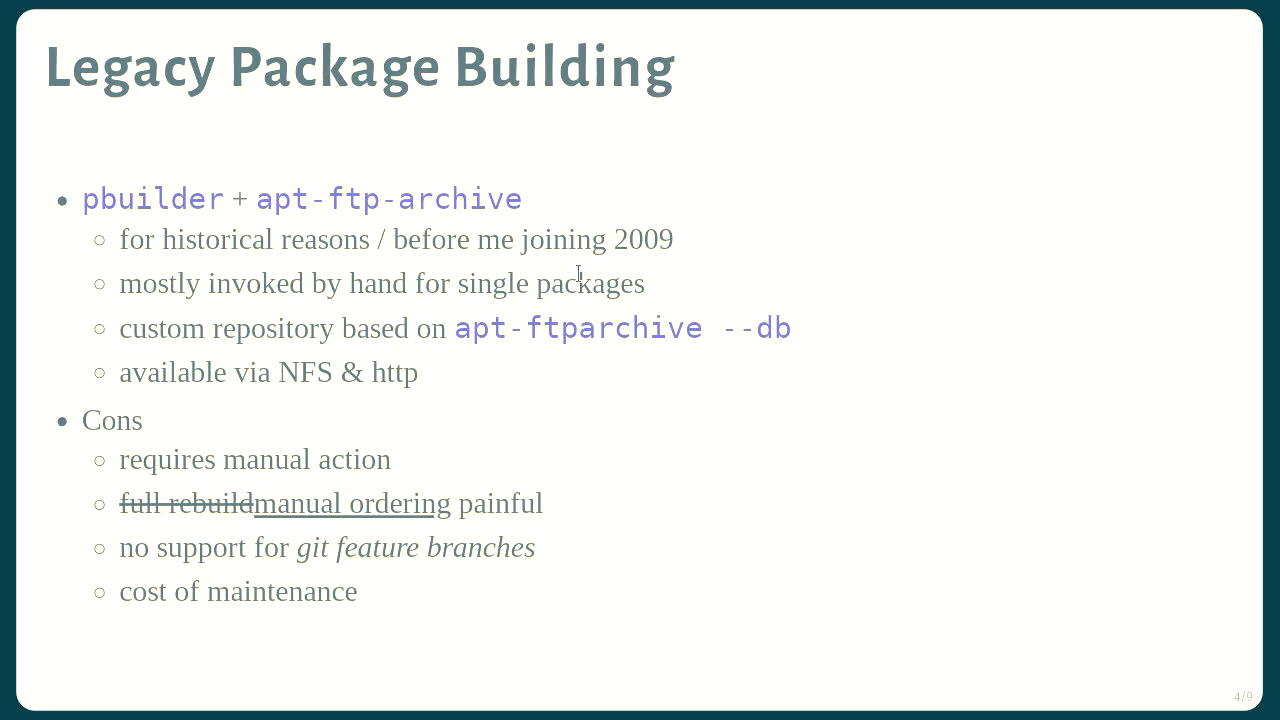 Legacy Package Building
pbuilder + apt-ftp-archive
for historical reasons / before me joining 2009
mostly invoked by hand for single packages
custom repository based on apt-ftparchive --db
available via NFS & http
Cons
requires manual action
full rebuildmanual ordering painful
no support for git feature branches
cost of maintenance
4/9